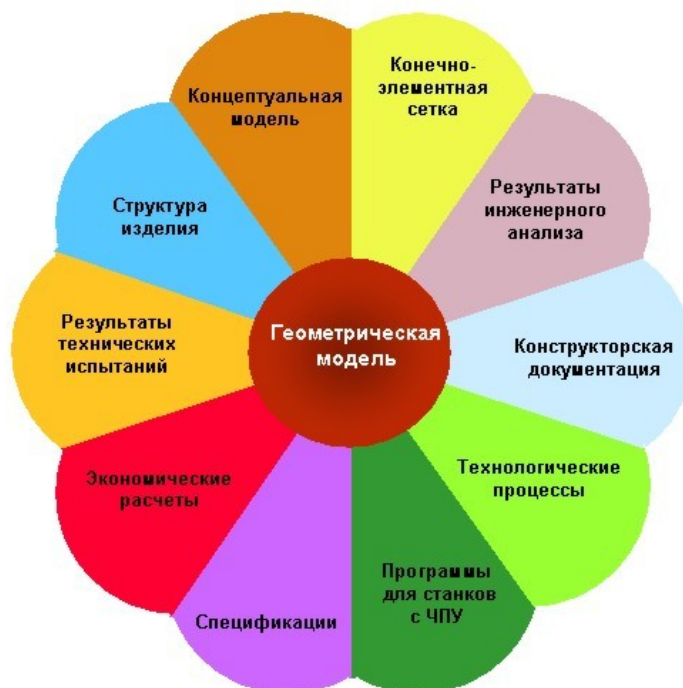 Концептуальная
модель
Конечно-
элементная
сетка
Результаты
инженерного
анализа
Конструкторская
документация
Технологические
процессы
Программы
для станков
с ЧПУ
Спецификации
Экономические
расчеты
Результаты
технических
испытаний
Структура
изделия
Геометрическая
модель